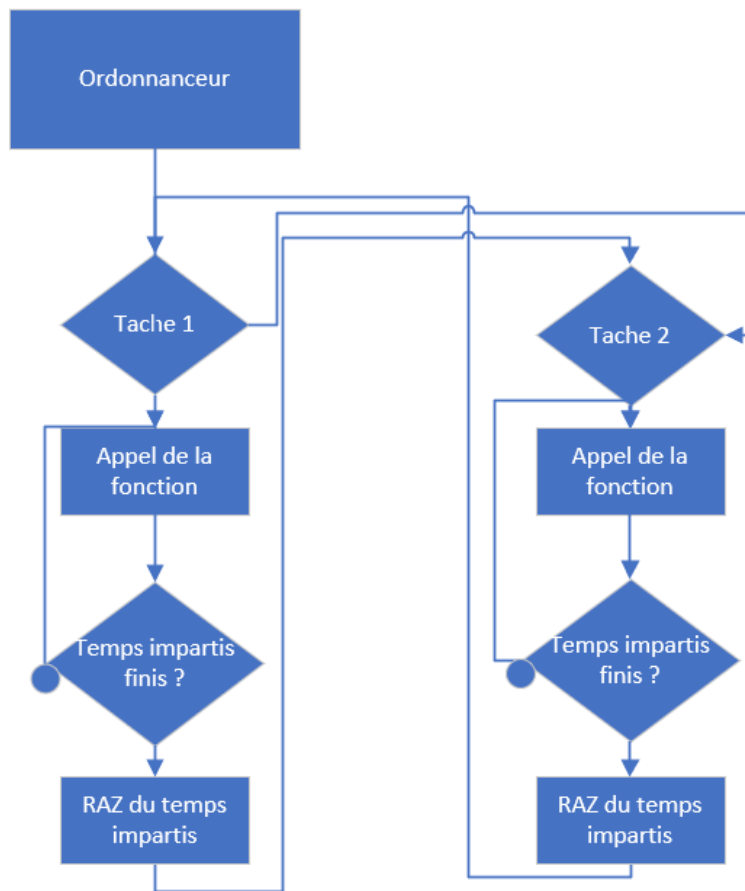 Ordonnanceur
Tache 1
Appel de la
fonction
Temps impartis
finis ?
RAZ du temps
impartis
Tache 2
Appel de la
fonction
Temps impartis
finis ?
RAZ du temps
impartis